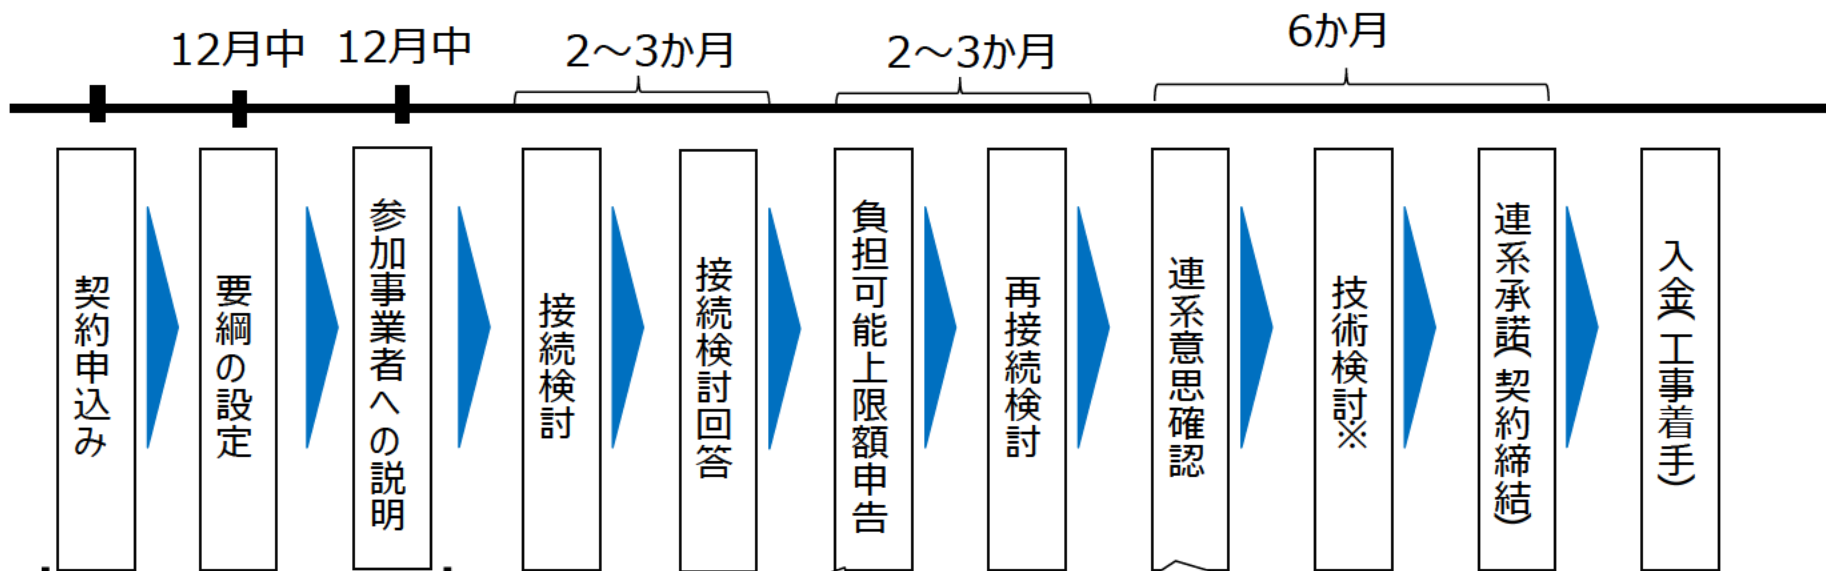 12月中
12月中
2～3か月
2～3か月
6か月
契約申込み
要綱の設定
参加事業者への説明
接続検討
接続検討回答
負担可能上限額申告
再接続検討
連系意思確認
技術検討※
連系承諾（契約締結）
入金（工事着手）